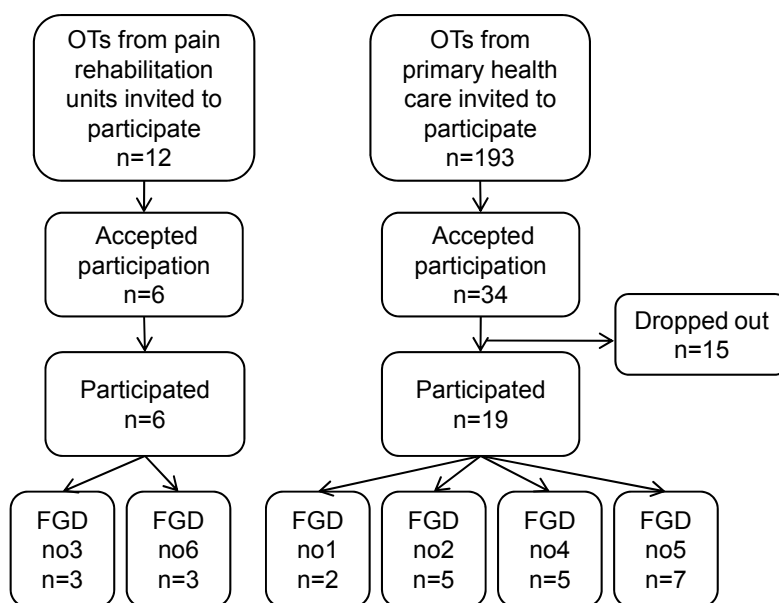 OTs from pain
rehabilitation
units invited to
participate
n=12
OTs from
primary health
care invited to
participate
n=193
Accepted
participation
n=6
Accepted
participation
n=34
Dropped out
n=15
Participated
n=6
Participated
n=19
FGD
no3
n=3
FGD
no6
n=3
FGD
no1
n=2
FGD
no2
n=5
FGD
no4
n=5
FGD
no5
n=7